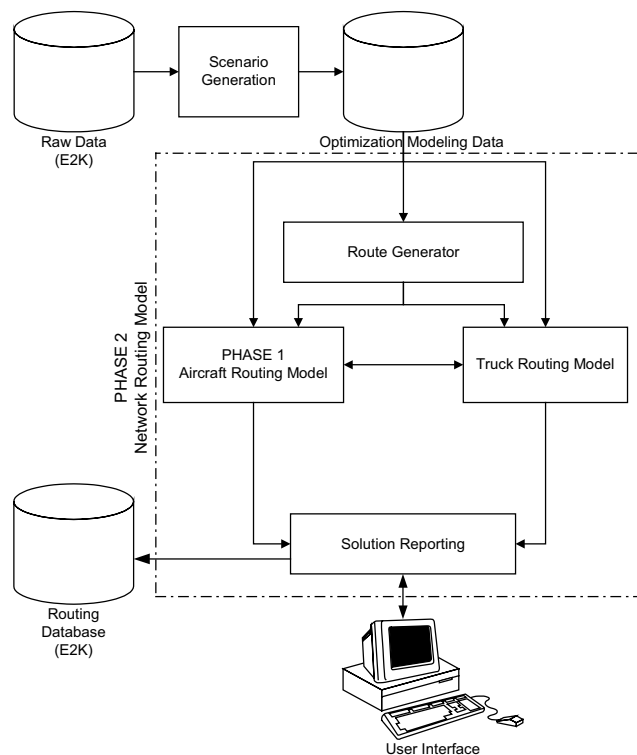 Scenario
Generation
Raw Data
(E2K)
Optimization Modeling Data
Route Generator
PHASE 2
Network Routing Model
PHASE 1
Aircraft Routing Model
Truck Routing Model
Solution Reporting
Routing
Database
(E2K)
User Interface